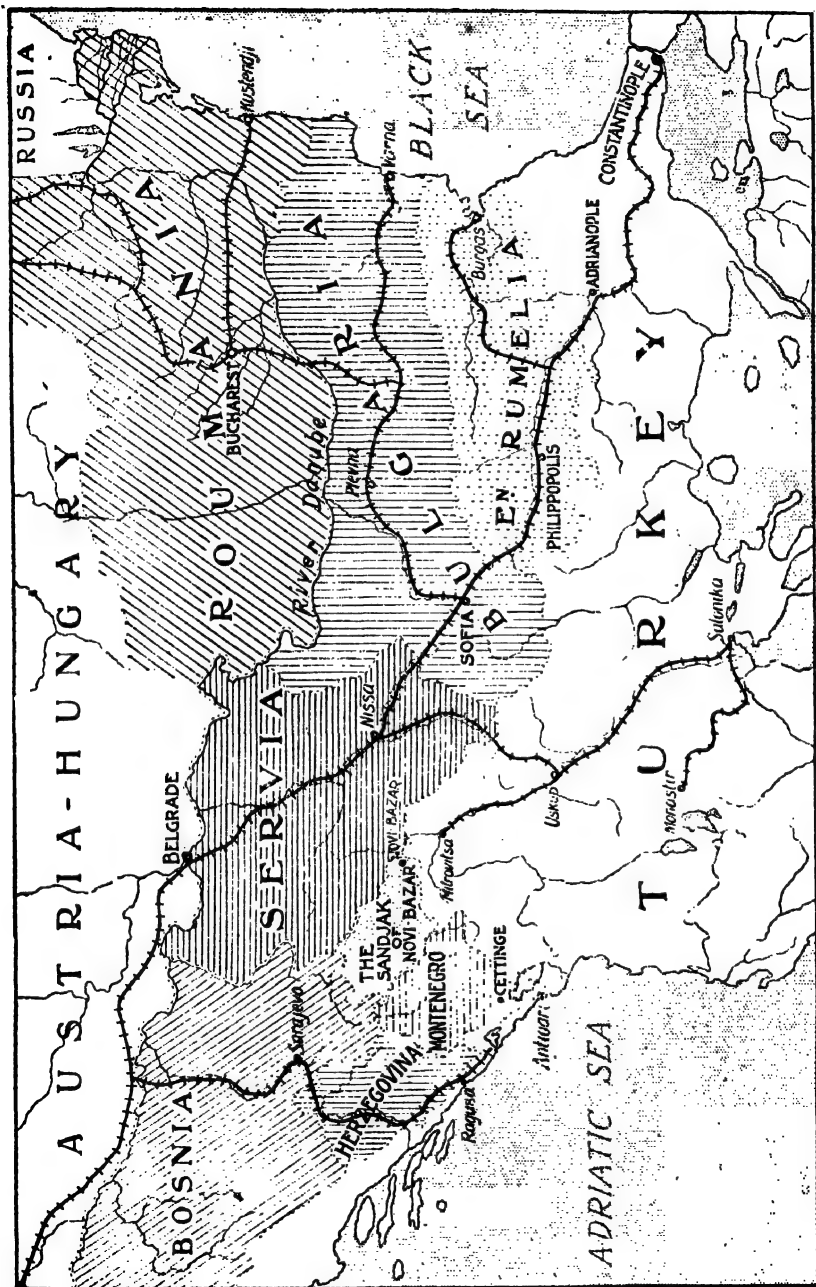 RUSSIA
AUSTRIA-HUNGARY
ROUMANIA
Kustendji
BUCHAREST
River Danube
BELGRADE
BOSNIA
SERVIA
Sarajevo
BULGARIA
Plevna
Varna
BLACK
SEA
Nissa
SOFIA
THE
SANDJAK
OF
NOVI-BAZAR
NOVI BAZAR
HERZEGOVINA
MONTENEGRO
CETTINGE
Ragusa
Antivari
Mitrovitsa
EN RUMELIA
Burgas
PHILIPPOPOLIS
ADRIANOPLE
CONSTANTINOPLE
Uskup
TURKEY
Monastir
Salonika
ADRIATIC SEA